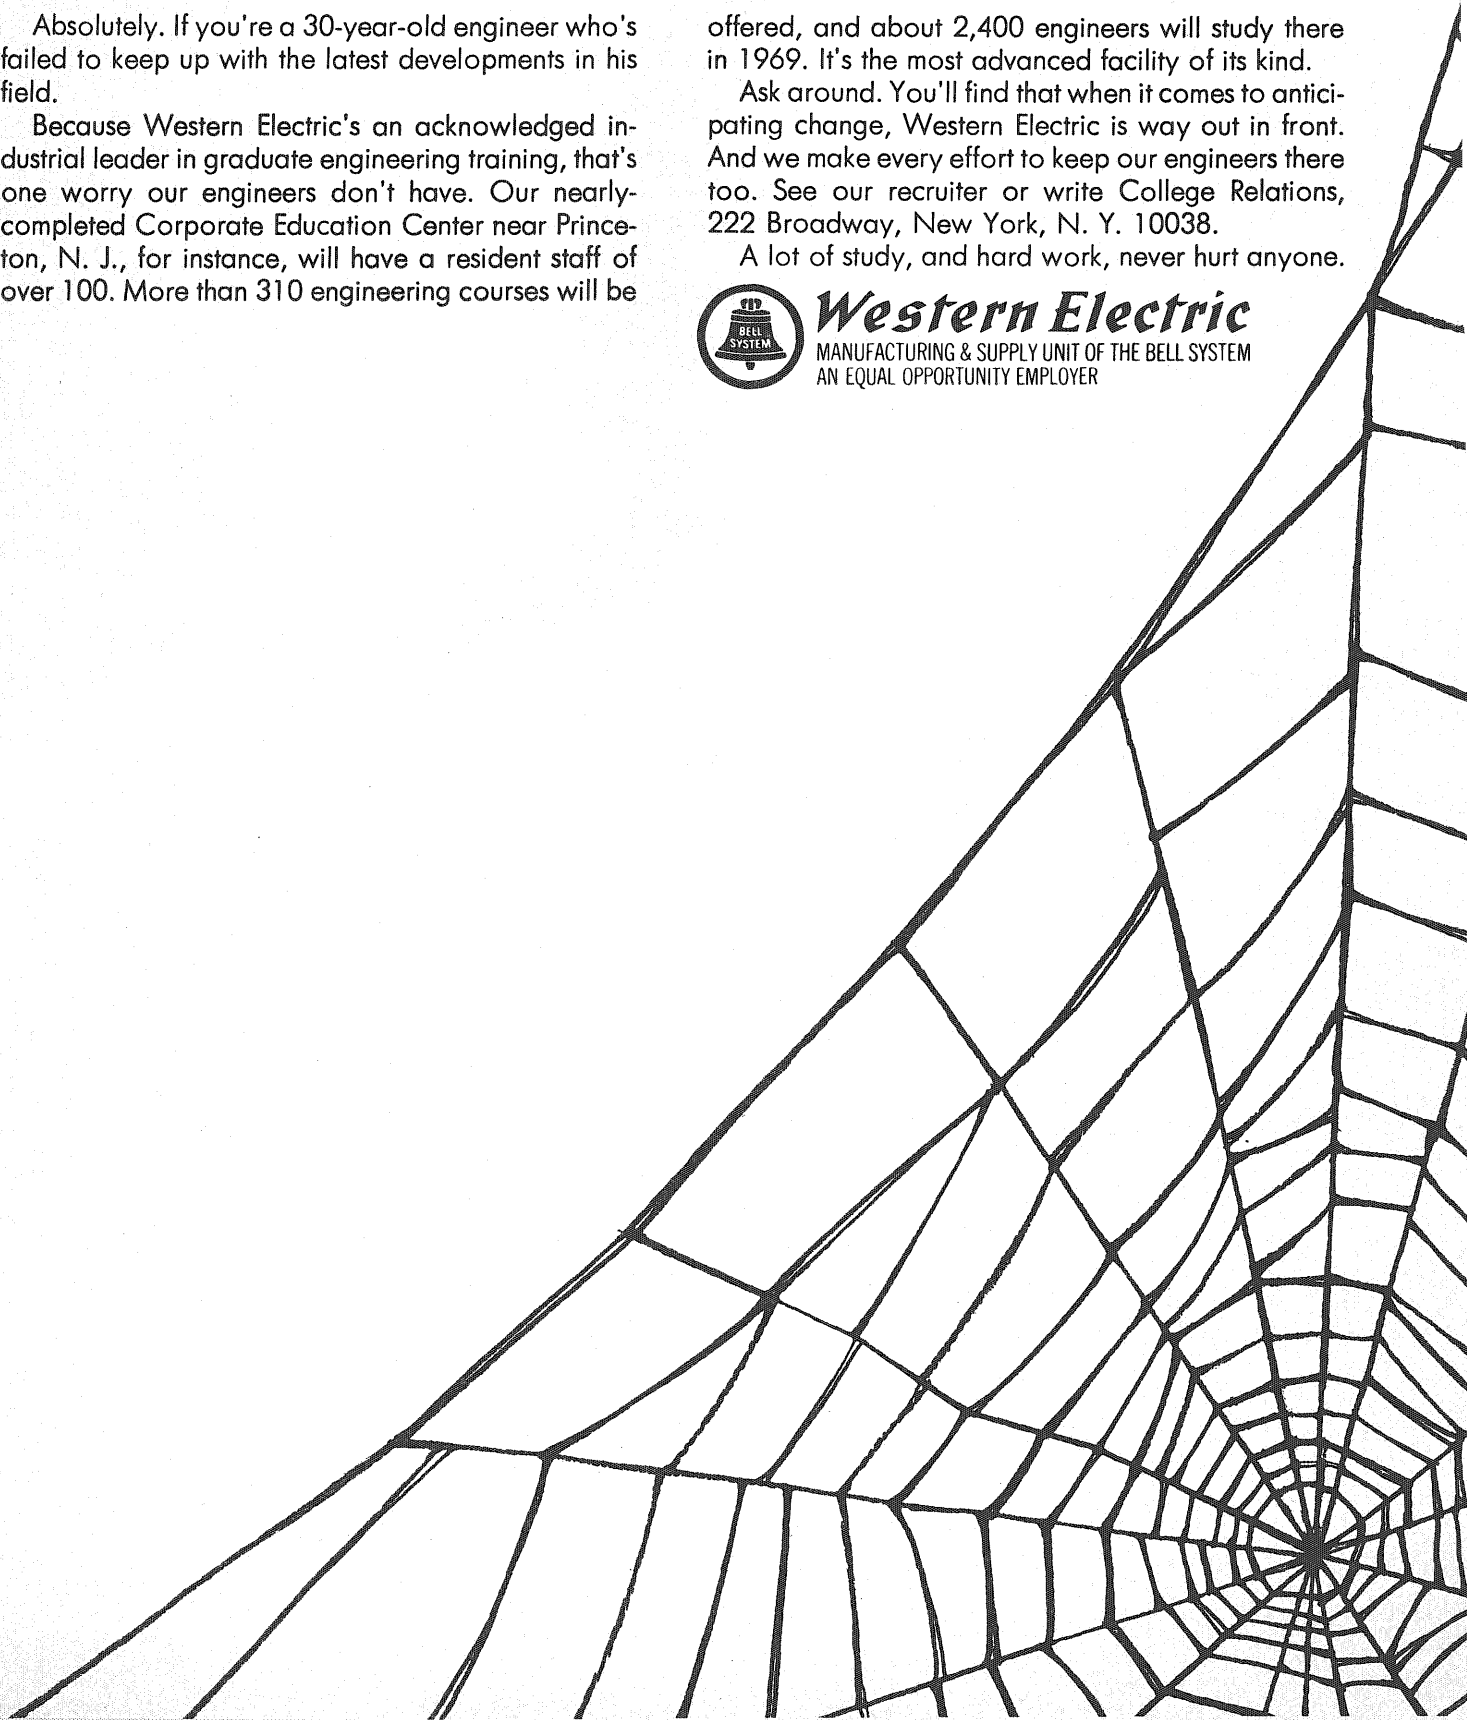 Absolutely. If you're a 30-year-old engineer who's
failed to keep up with the latest developments in his
field.
Because Western Electric's an acknowledged in-
dustrial leader in graduate engineering training, that's
one worry our engineers don't have. Our nearly-
completed Corporate Education Center near Prince-
ton, N. J., for instance, will have a resident staff of
over 100. More than 310 engineering courses will be
offered, and about 2,400 engineers will study there
in 1969. It's the most advanced facility of its kind.
Ask around. You'll find that when it comes to antici-
pating change, Western Electric is way out in front.
And we make every effort to keep our engineers there
too. See our recruiter or write College Relations,
222 Broadway, New York, N. Y. 10038.
A lot of study, and hard work, never hurt anyone.
BELL
SYSTEM
Western Electric
MANUFACTURING & SUPPLY UNIT OF THE BELL SYSTEM
AN EQUAL OPPORTUNITY EMPLOYER